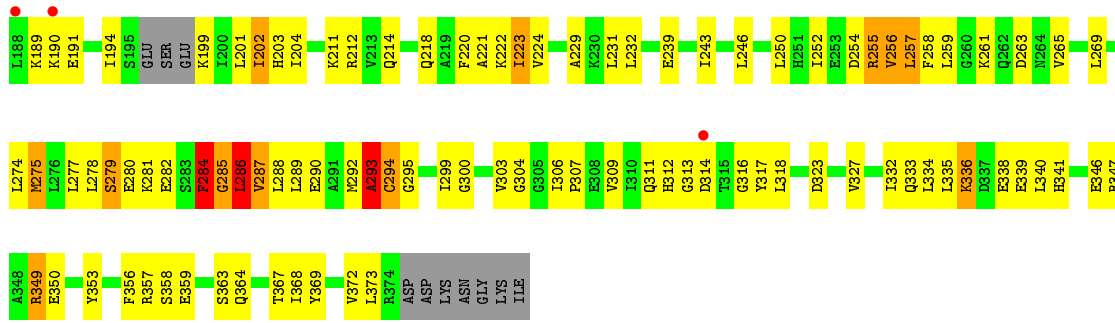 L188 K189 K190 E191 I194 S195 GLU SER GLU K199 I200 L201 I202 H203 I204 K211 R212 V213 Q214 Q218 A219 F220 A221 K222 I223 V224 A229 K230 L231 L232 E239 I243 L246 L250 H251 I252 E253 D254 R255 V256 L257 F258 L259 G260 K261 Q262 D263 N264 V265 L269
L274 M275 L276 L277 L278 S279 E280 K281 E282 S283 F284 G285 L286 V287 L288 L289 E290 A291 M292 A293 C294 G295 I299 G300 V303 G304 G305 I306 P307 E308 V309 I310 Q311 H312 G313 D314 T315 G316 Y317 L318 D323 V327 I332 Q333 L334 L335 K336 D337 E338 E339 L340 H341 E346 R347
A348 R349 E350 Y353 F356 R357 S358 E359 S363 Q364 T367 I368 Y369 V372 L373 R374 ASP ASP LYS ASN GLY LYS ILE